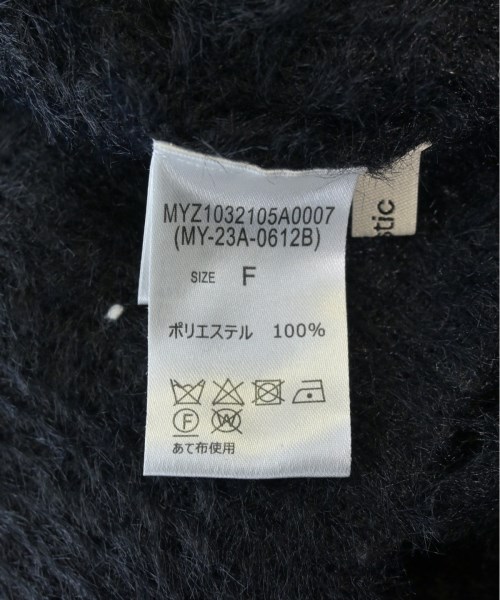 MYZ1032105A0007
(MY-23A-0612B)
SIZE F
ポリエステル 100%
F W
あて布使用
stic